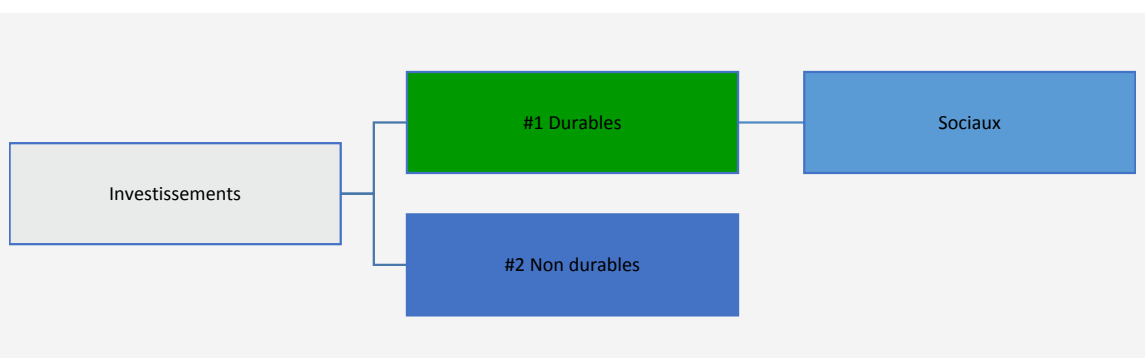 Investissements
#1 Durables
Sociaux
#2 Non durables